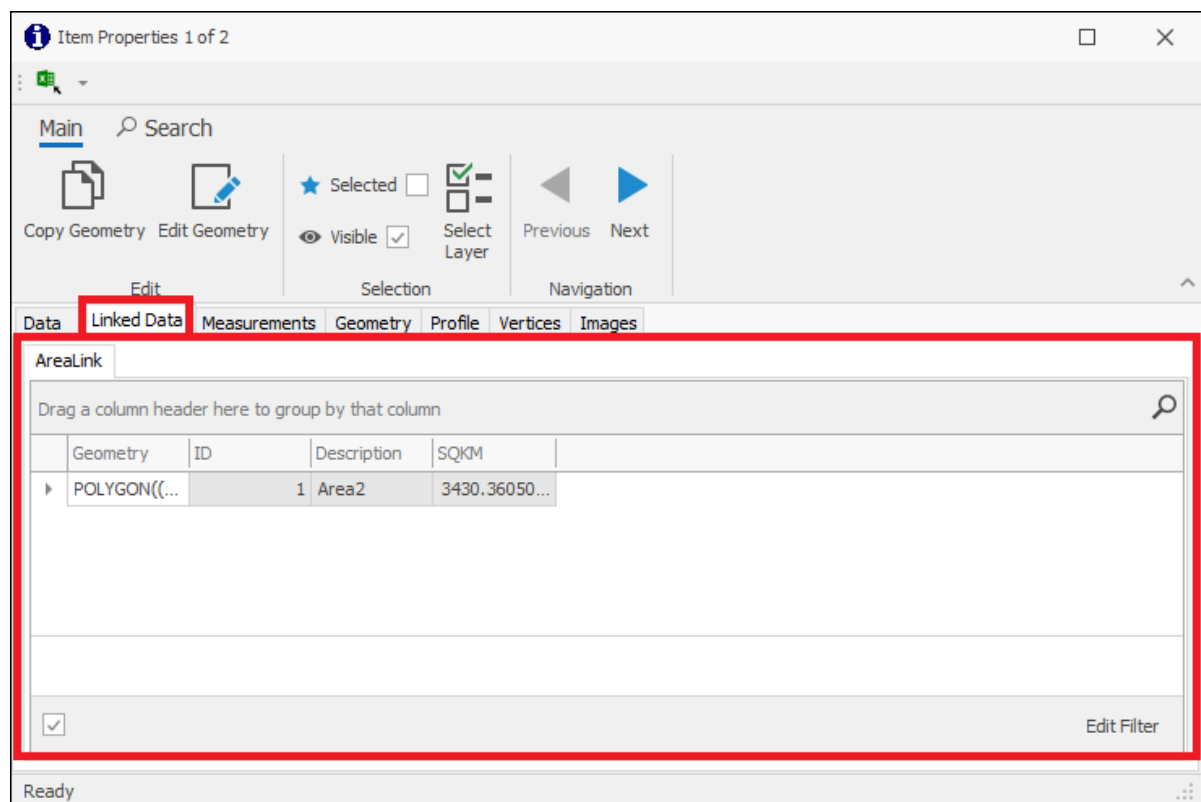 Item Properties 1 of 2
Main Search
Copy Geometry Edit Geometry
Selected
Visible
Select
Layer
Previous Next
Edit Selection Navigation
Data Linked Data Measurements Geometry Profile Vertices Images
AreaLink
Drag a column header here to group by that column
Geometry ID Description SQKM
POLYGON((... 1 Area2 3430.36050...
Edit Filter
Ready